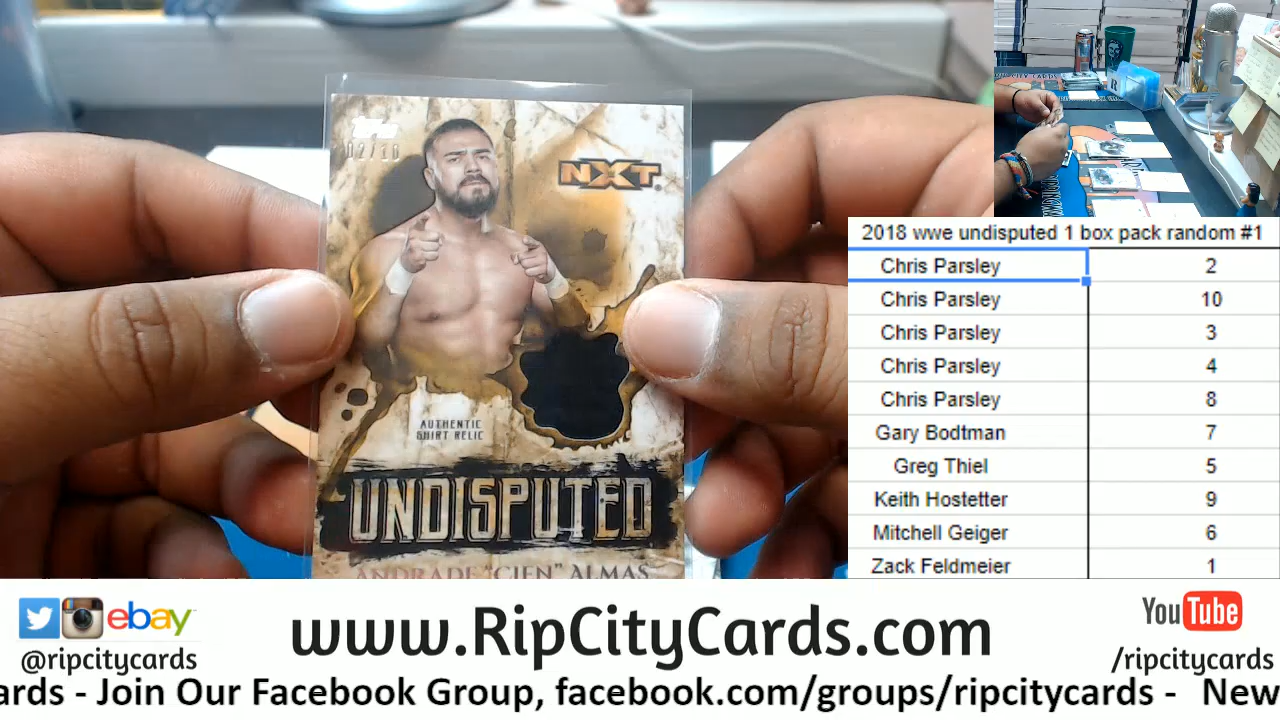 Topps
02/10
NXT
AUTHENTIC
SHIRT RELIC
UNDISPUTED
ANDRADE "CIEN" ALMAS
2018 wwe undisputed 1 box pack random #1
Chris Parsley 2
Chris Parsley 10
Chris Parsley 3
Chris Parsley 4
Chris Parsley 8
Gary Bodtman 7
Greg Thiel 5
Keith Hostetter 9
Mitchell Geiger 6
Zack Feldmeier 1
ebay
@ripcitycards
www.RipCityCards.com
YouTube
/ripcitycards
ards - Join Our Facebook Group, facebook.com/groups/ripcitycards - New